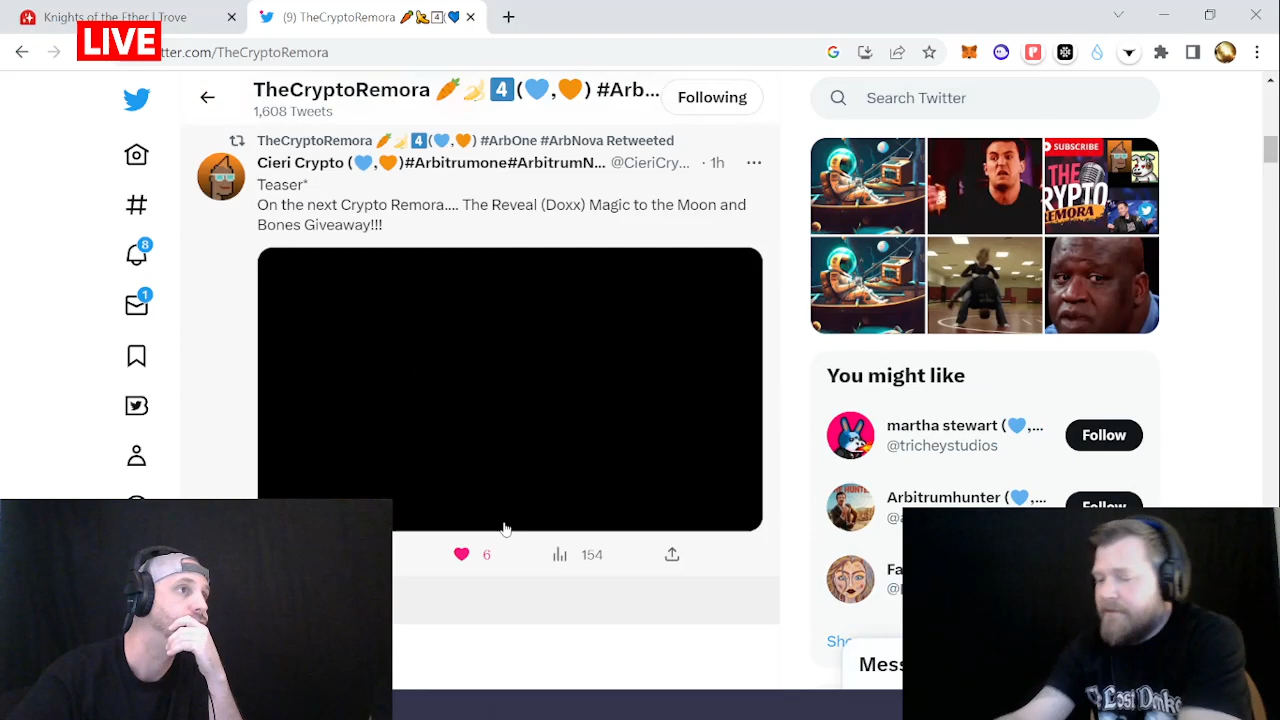 Knights of the Ether | Trove
(9) TheCryptoRemora 🥕🍌4️⃣(💙
LIVE
tter.com/TheCryptoRemora
TheCryptoRemora 🥕🍌4️⃣(💙,🧡) #Arb...
1,608 Tweets
Following
Search Twitter
TheCryptoRemora 🥕🍌4️⃣(💙,🧡) #ArbOne #ArbNova Retweeted
Cieri Crypto (💙,🧡)#Arbitrumone#ArbitrumN... @CieriCry... · 1h
Teaser*
On the next Crypto Remora.... The Reveal (Doxx) Magic to the Moon and
Bones Giveaway!!!
8
1
6
154
SUBSCRIBE
THE
CRYPTO
REMORA
You might like
martha stewart (💙,...
@tricheystudios
Follow
Arbitrumhunter (💙,...
@
Follow
Fa
@
Sho
Mess